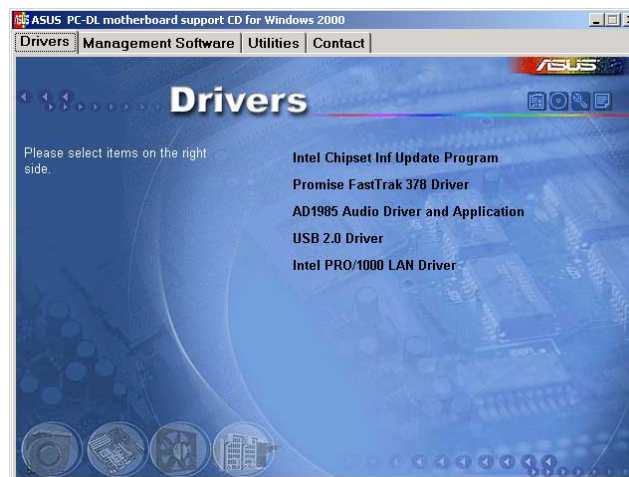 ASUS PC-DL motherboard support CD for Windows 2000
Drivers Management Software Utilities Contact
ASUS
Drivers
Please select items on the right
side.
Intel Chipset Inf Update Program
Promise FastTrak 378 Driver
AD1985 Audio Driver and Application
USB 2.0 Driver
Intel PRO/1000 LAN Driver